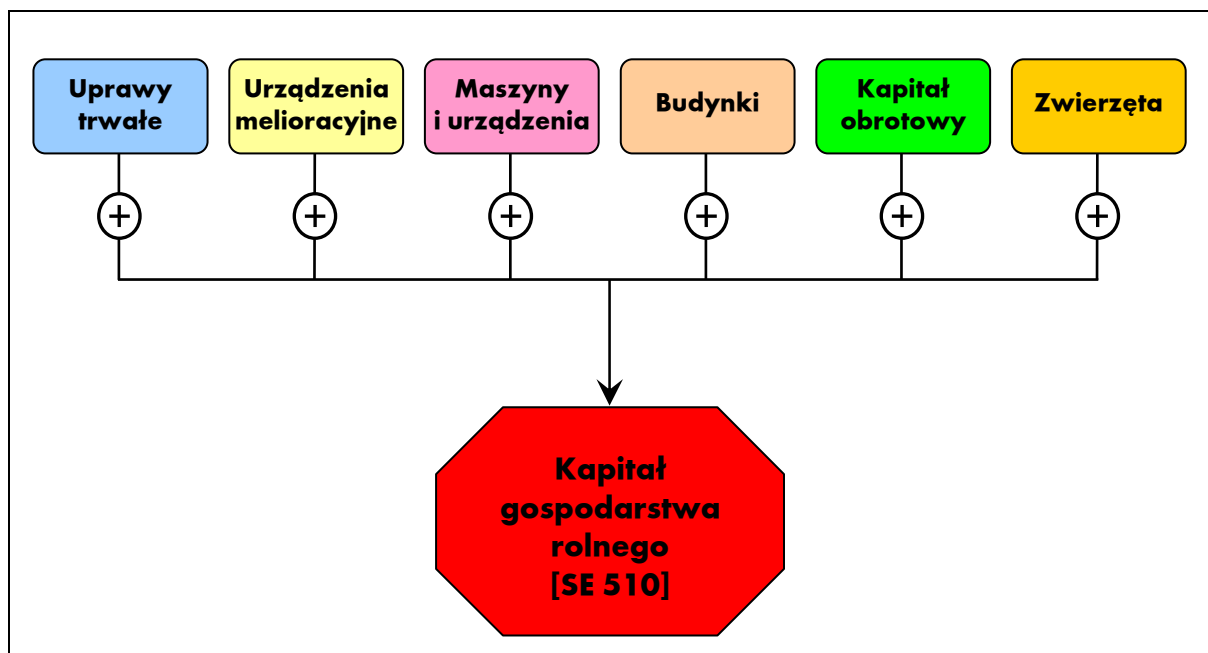 Uprawy
trwałe
Urządzenia
melioracyjne
Maszyny
i urządzenia
Budynki
Kapitał
obrotowy
Zwierzęta
+ + + + + +
Kapitał
gospodarstwa
rolnego
[SE 510]